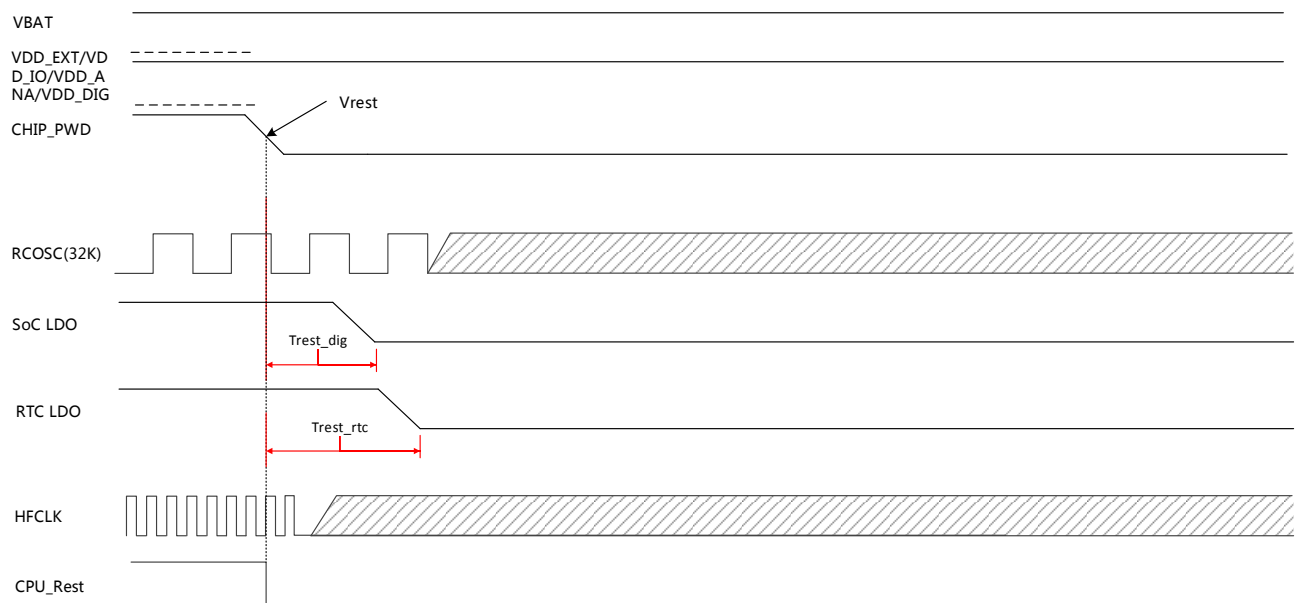 VBAT
VDD_EXT/VD
D_IO/VDD_A
NA/VDD_DIG
Vrest
CHIP_PWD
RCOSC(32K)
SoC LDO
Trest_dig
RTC LDO
Trest_rtc
HFCLK
CPU_Rest